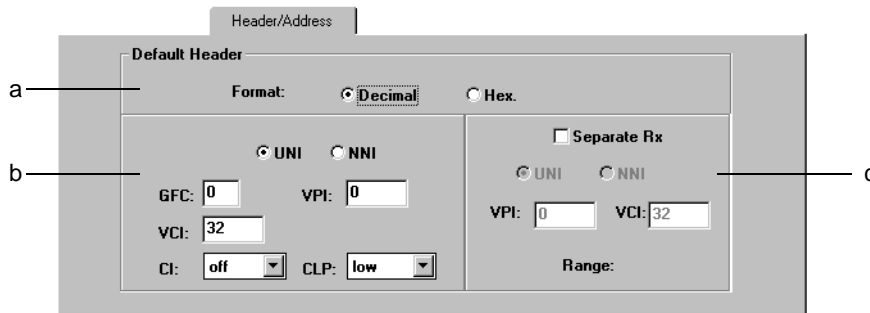 Header/Address
Default Header
a Format: Decimal Hex.
Separate Rx
UNI NNI
b UNI NNI
GFC: 0 VPI: 0
VPI: 0 VCI: 32
VCI: 32
CI: off CLP: low Range: